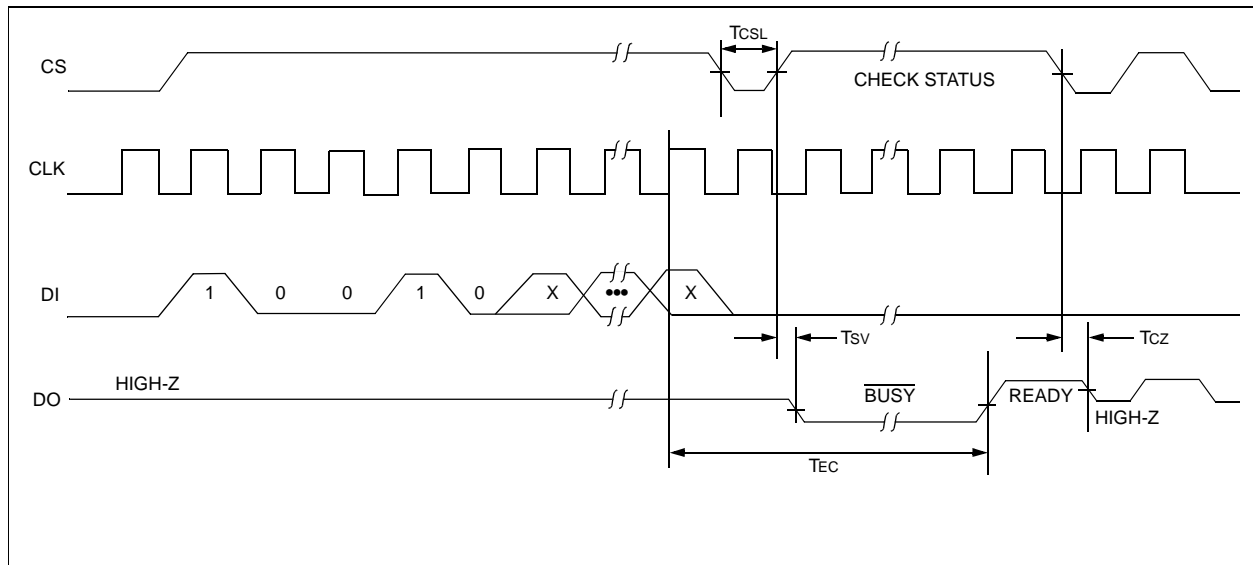 TCSL
CS
CHECK STATUS
CLK
DI
1 0 0 1 0 X ••• X
TSV
TCZ
HIGH-Z
DO
BUSY
READY
HIGH-Z
TEC